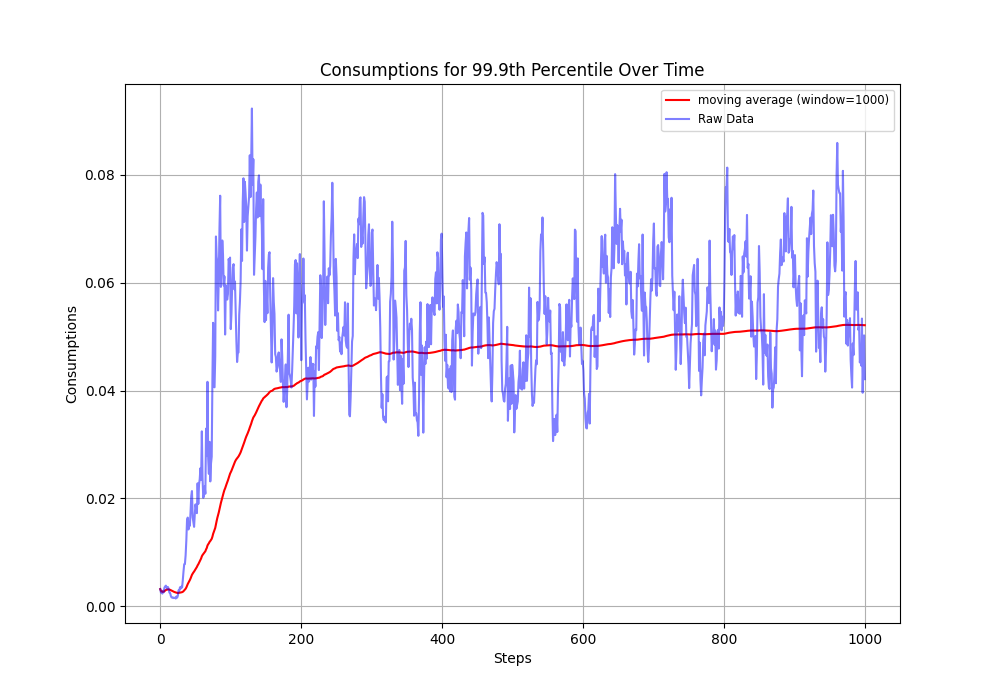 Consumptions for 99.9th Percentile Over Time
moving average (window=1000)
Raw Data
Consumptions
0.08
0.06
0.04
0.02
0.00
0 200 400 600 800 1000
Steps